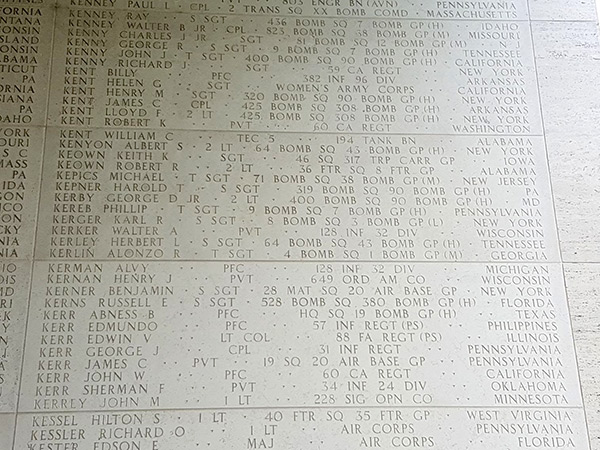 KENNEY PAUL L CPL 803 ENGR BN (AVN) PENNSYLVANIA
KENNEY RAY S SGT 2 TRANS SQ XX BOMB COMD MASSACHUSETTS
KENNY WALTER B JR CPL 436 BOMB SQ 7 BOMB GP (H) IDAHO
KENNY CHARLES J JR SGT 823 BOMB SQ 38 BOMB GP (M) MISSOURI
KENNY GEORGE R S SGT 81 BOMB SQ 12 BOMB GP (M) N J
KENNY JOHN J T SGT 9 BOMB SQ 7 BOMB GP (H) TENNESSEE
KENNY RICHARD J SGT 400 BOMB SQ 90 BOMB GP (H) CALIFORNIA
KENT BILLY PFC 59 CA REGT NEW YORK
KENT HELEN G SGT 382 INF 96 DIV ARKANSAS
KENT HENRY M SGT WOMEN'S ARMY CORPS CALIFORNIA
KENT JAMES C CPL 320 BOMB SQ 90 BOMB GP (H) NEW YORK
KENT LLOYD F 2 LT 425 BOMB SQ 308 BOMB GP (H) ARKANSAS
KENT ROBERT K PVT 425 BOMB SQ 308 BOMB GP (H) NEW YORK
60 CA REGT WASHINGTON
KENT WILLIAM C TEC 5 194 TANK BN ALABAMA
KENYON ALBERT S 2 LT 64 BOMB SQ 43 BOMB GP (H) NEW YORK
KEOWN KEITH K SGT 46 SQ 317 TRP CARR GP IOWA
KEOWN ROBERT R 2 LT 36 FTR SQ 8 FTR GP ALABAMA
KEPICS MICHAEL T SGT 71 BOMB SQ 38 BOMB GP (M) NEW JERSEY
KEPNER HAROLD T S SGT 319 BOMB SQ 90 BOMB GP (H) PA
KERBY GEORGE D JR 2 LT 400 BOMB SQ 90 BOMB GP (H) MD
KEREB PHILLIP T SGT 9 BOMB SQ 7 BOMB GP (H) PENNSYLVANIA
KERGER KARL R S SGT 8 BOMB SQ 3 BOMB GP (L) NEW YORK
KERKER WALTER A PVT 128 INF 32 DIV WISCONSIN
KERLEY HERBERT L S SGT 64 BOMB SQ 43 BOMB GP (H) TENNESSEE
KERLIN ALONZO R T SGT 4 BOMB SQ 1 BOMB GP (M) GEORGIA
KERMAN ALVY PFC 128 INF 32 DIV MICHIGAN
KERNAN HENRY J PVT 649 ORD AM CO WISCONSIN
KERNER BENJAMIN S SGT 28 MAT SQ 20 AIR BASE GP NEW YORK
KERNS RUSSELL E S SGT 528 BOMB SQ 380 BOMB GP (H) FLORIDA
KERR ABNESS B PFC HQ SQ 19 BOMB GP (H) TEXAS
KERR EDMUNDO PFC 57 INF REGT (PS) PHILIPPINES
KERR EDWIN V LT COL 88 FA REGT (PS) ILLINOIS
KERR GEORGE J CPL 31 INF REGT PENNSYLVANIA
KERR JAMES C PVT 19 SQ 20 AIR BASE GP PENNSYLVANIA
KERR JOHN W PFC 60 CA REGT CALIFORNIA
KERR SHERMAN F PVT 34 INF 24 DIV OKLAHOMA
KERREY JOHN M 1 LT 228 SIG OPN CO MINNESOTA
KESSEL HILTON S 1 LT 40 FTR SQ 35 FTR GP WEST VIRGINIA
KESSLER RICHARD O 1 LT AIR CORPS PENNSYLVANIA
KESTER EDSON E MAJ AIR CORPS FLORIDA